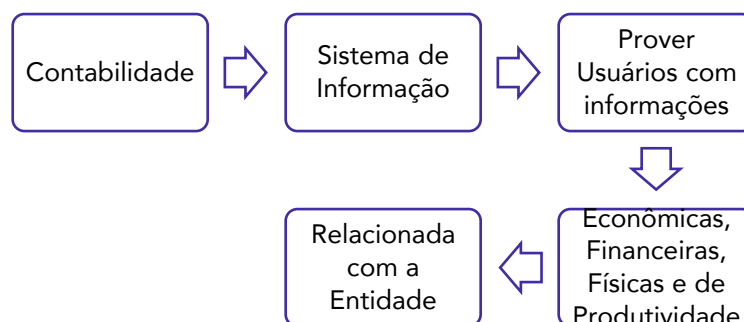 Contabilidade
Sistema de
Informação
Prover
Usuários com
informações
Econômicas,
Financeiras,
Físicas e de
Produtividade
Relacionada
com a
Entidade